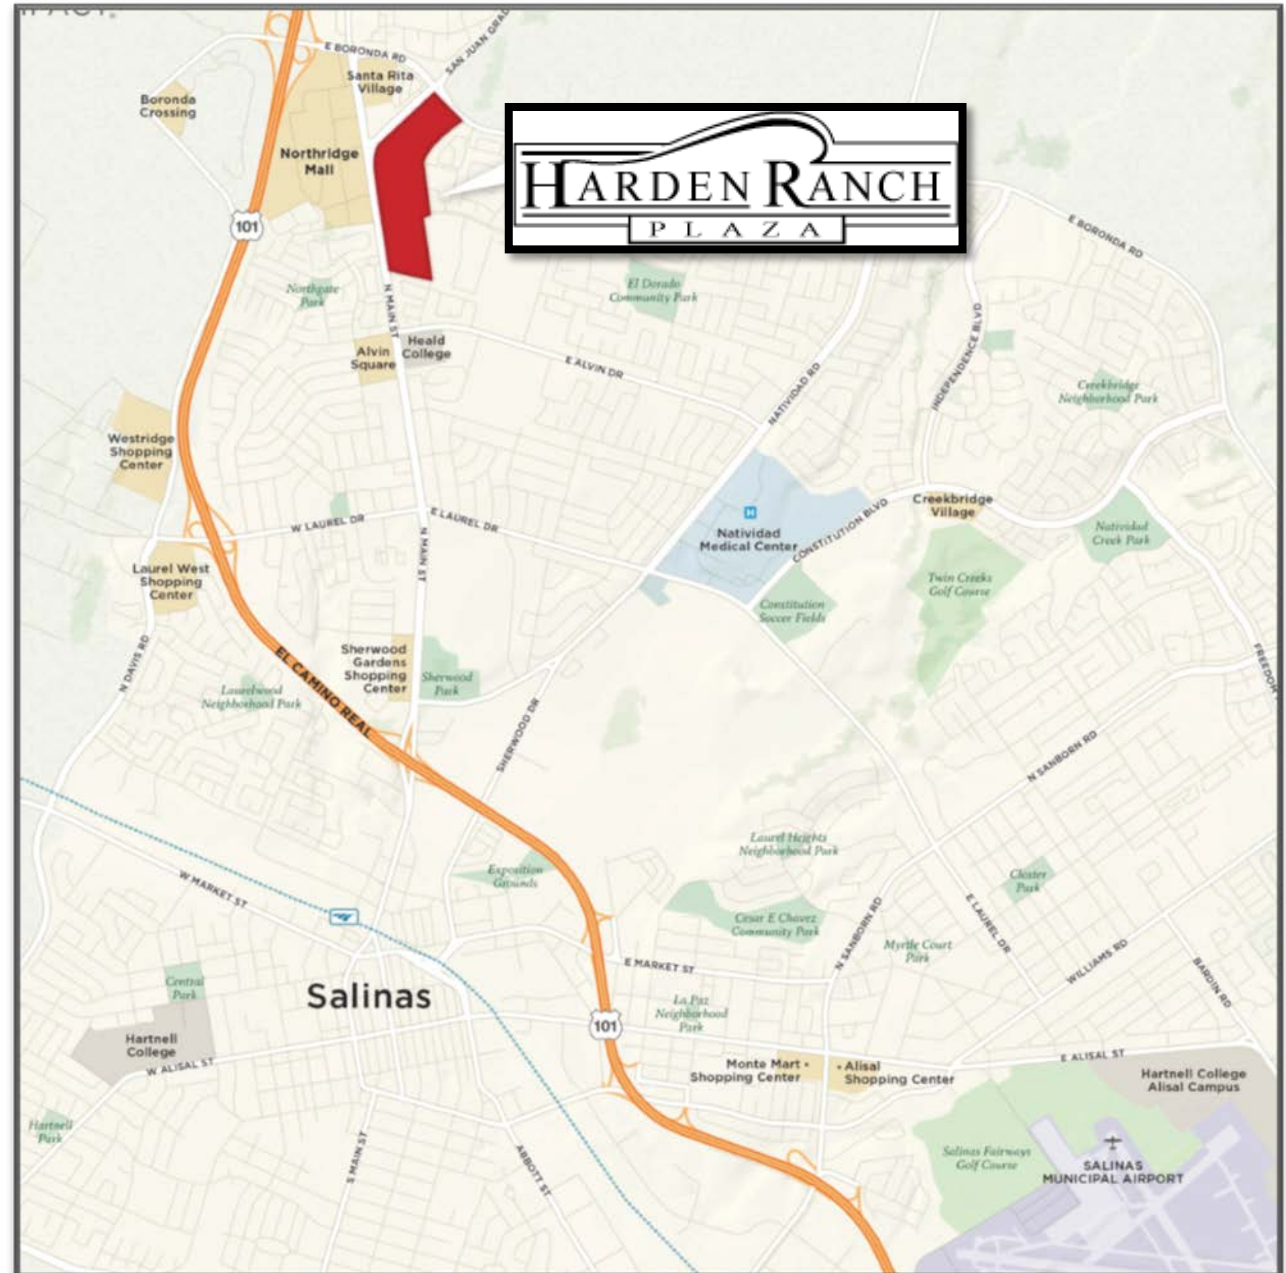 E BORONDA RD
SAN JUAN GRAD
Santa Rita
Village
Boronda
Crossing
Northridge
Mall
HARDEN RANCH
PLAZA
101
E BORONDA RD
Northgate
Park
El Dorado
Community Park
N MAIN ST
Heald
College
Alvin
Square
E ALVIN DR
NATIVIDAD RD
INDEPENDENCE BLVD
Creekbridge
Neighborhood Park
Westridge
Shopping
Center
W LAUREL DR
E LAUREL DR
N MAIN ST
Natividad
Medical Center
H
CONSTITUTION BLVD
Creekbridge
Village
Natividad
Creek Park
Laurel West
Shopping
Center
Constitution
Soccer Fields
Twin Creeks
Golf Course
N DAVIS RD
Sherwood
Gardens
Shopping
Center
Sherwood
Park
Laurelwood
Neighborhood Park
EL CAMINO REAL
SHERWOOD DR
FREEDOM
N SANBORN RD
Laurel Heights
Neighborhood Park
W MARKET ST
Exposition
Grounds
Closter
Park
Cesar E Chavez
Community Park
N SANBORN RD
E LAUREL DR
Myrtle Court
Park
WILLIAMS RD
BARDIN RD
E MARKET ST
Central
Park
Salinas
La Paz
Neighborhood
Park
101
Hartnell
College
W ALISAL ST
Monte Mart
Shopping Center
Alisal
Shopping Center
E ALISAL ST
Hartnell College
Alisal Campus
Hartnell
Park
S MAIN ST
ABBOTT ST
Salinas Fairways
Golf Course
SALINAS
MUNICIPAL AIRPORT